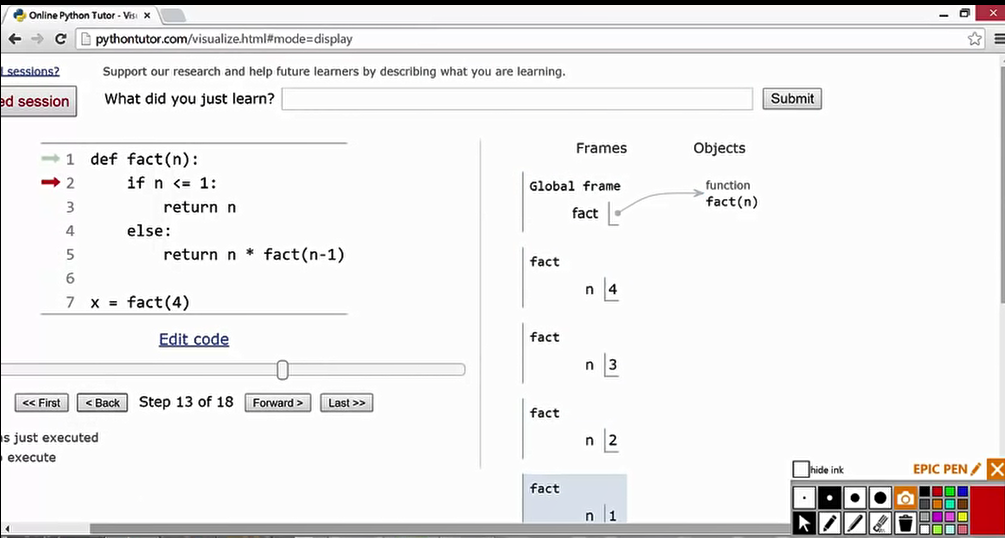 Online Python Tutor - Visu
pythontutor.com/visualize.html#mode=display
sessions?
Support our research and help future learners by describing what you are learning.
ed session
What did you just learn?
Submit
1 def fact(n):
2 if n <= 1:
3 return n
4 else:
5 return n * fact(n-1)
6
7 x = fact(4)
Edit code
<< First
< Back
Step 13 of 18
Forward >
Last >>
s just executed
execute
Frames
Objects
Global frame
fact
function
fact(n)
fact
n 4
fact
n 3
fact
n 2
fact
n 1
hide ink
EPIC PEN